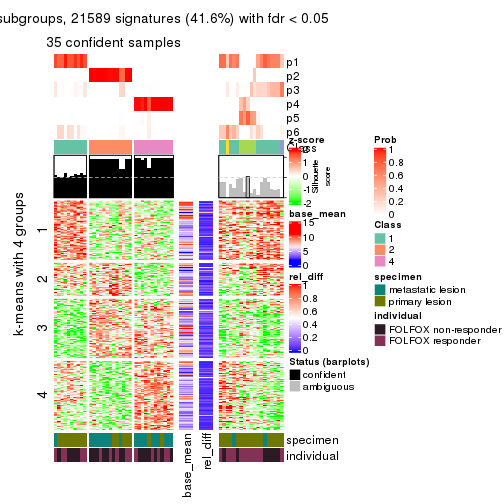 subgroups, 21589 signatures (41.6%) with fdr < 0.05
35 confident samples
p1
p2
p3
p4
p5
p6
Class
z-score
2
1
0
-1
-2
Silhouette
score
base_mean
15
10
5
rel_diff
1
0.8
0.6
0.4
0.2
0
Status (barplots)
confident
ambiguous
Prob
1
0.8
0.6
0.4
0.2
0
Class
1
2
4
specimen
metastatic lesion
primary lesion
individual
FOLFOX non-responder
FOLFOX responder
k-means with 4 groups
1
2
3
4
specimen
individual
base_mean
rel_